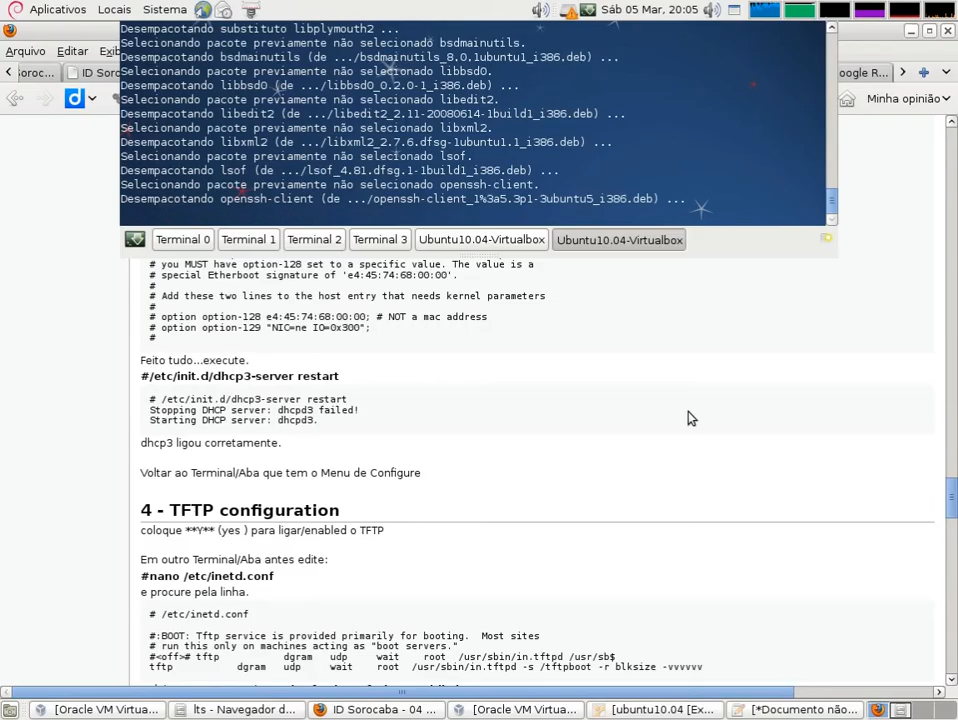 Aplicativos Locais Sistema Sáb 05 Mar, 20:05
Desempacotando substituto libplymouth2 ...
Selecionando pacote previamente não selecionado bsdmainutils.
Desempacotando bsdmainutils (de .../bsdmainutils_8.0.1ubuntu1_i386.deb) ...
Selecionando pacote previamente não selecionado libbsd0.
Desempacotando libbsd0 (de .../libbsd0_0.2.0-1_i386.deb) ...
Selecionando pacote previamente não selecionado libedit2.
Desempacotando libedit2 (de .../libedit2_2.11-20080614-1build1_i386.deb) ...
Selecionando pacote previamente não selecionado libxml2.
Desempacotando libxml2 (de .../libxml2_2.7.6.dfsg-1ubuntu1.1_i386.deb) ...
Selecionando pacote previamente não selecionado lsof.
Desempacotando lsof (de .../lsof_4.81.dfsg.1-1build1_i386.deb) ...
Selecionando pacote previamente não selecionado openssh-client.
Desempacotando openssh-client (de .../openssh-client_1%3a5.3p1-3ubuntu5_i386.deb) ...
Arquivo Editar
Soroc... ID Soro oogle R...
d Minha opinião
Terminal 0 Terminal 1 Terminal 2 Terminal 3 Ubuntu10.04-Virtualbox Ubuntu10.04-Virtualbox
# you MUST have option-128 set to a specific value. The value is a
# special Etherboot signature of 'e4:45:74:68:00:00'.
#
# Add these two lines to the host entry that needs kernel parameters
#
# option option-128 e4:45:74:68:00:00; # NOT a mac address
# option option-129 "NIC=ne IO=0x300";
#
Feito tudo...execute.
#/etc/init.d/dhcp3-server restart
# /etc/init.d/dhcp3-server restart
Stopping DHCP server: dhcpd3 failed!
Starting DHCP server: dhcpd3.
dhcp3 ligou corretamente.
Voltar ao Terminal/Aba que tem o Menu de Configure
4 - TFTP configuration
coloque **Y** (yes ) para ligar/enabled o TFTP
Em outro Terminal/Aba antes edite:
#nano /etc/inetd.conf
e procure pela linha.
# /etc/inetd.conf
#:BOOT: Tftp service is provided primarily for booting. Most sites
# run this only on machines acting as "boot servers."
#<off># tftp dgram udp wait root /usr/sbin/in.tftpd /usr/sb$
tftp dgram udp wait root /usr/sbin/in.tftpd -s /tftpboot -r blksize -vvvvvv
[Oracle VM Virtua... lts - Navegador d... ID Sorocaba - 04 ... [Oracle VM Virtua... [ubuntu10.04 [Ex... [*Documento não...